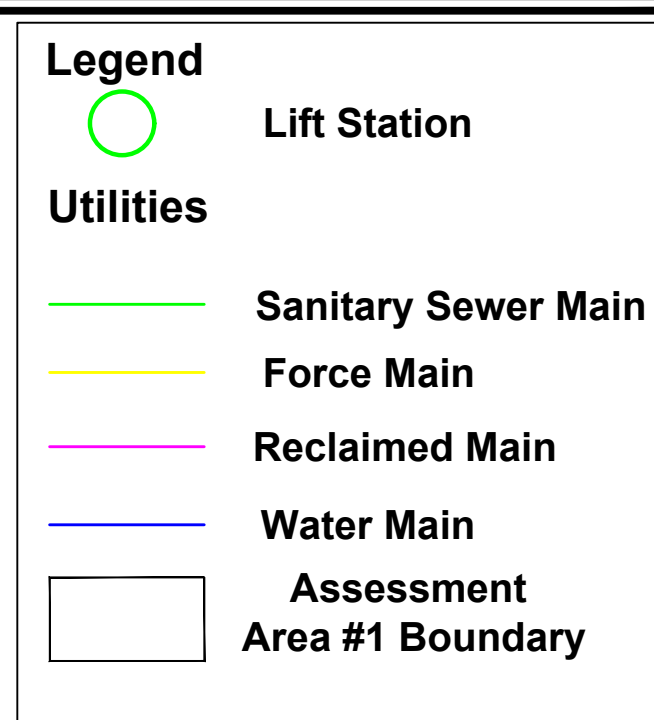 Legend
Lift Station
Utilities
Sanitary Sewer Main
Force Main
Reclaimed Main
Water Main
Assessment
Area #1 Boundary